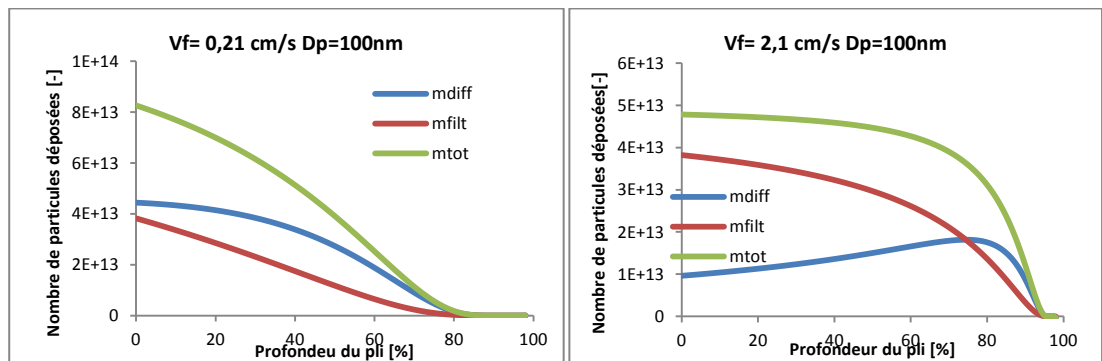 Vf= 0,21 cm/s Dp=100nm
Nombre de particules déposées [-]
1E+14
8E+13
6E+13
4E+13
2E+13
0
0
20
40
60
80
100
Profondeu du pli [%]
mdiff
mfilt
mtot
Vf= 2,1 cm/s Dp=100nm
Nombre de particules déposées[-]
6E+13
5E+13
4E+13
3E+13
2E+13
1E+13
0
0
20
40
60
80
100
Profondeur du pli [%]
mdiff
mfilt
mtot